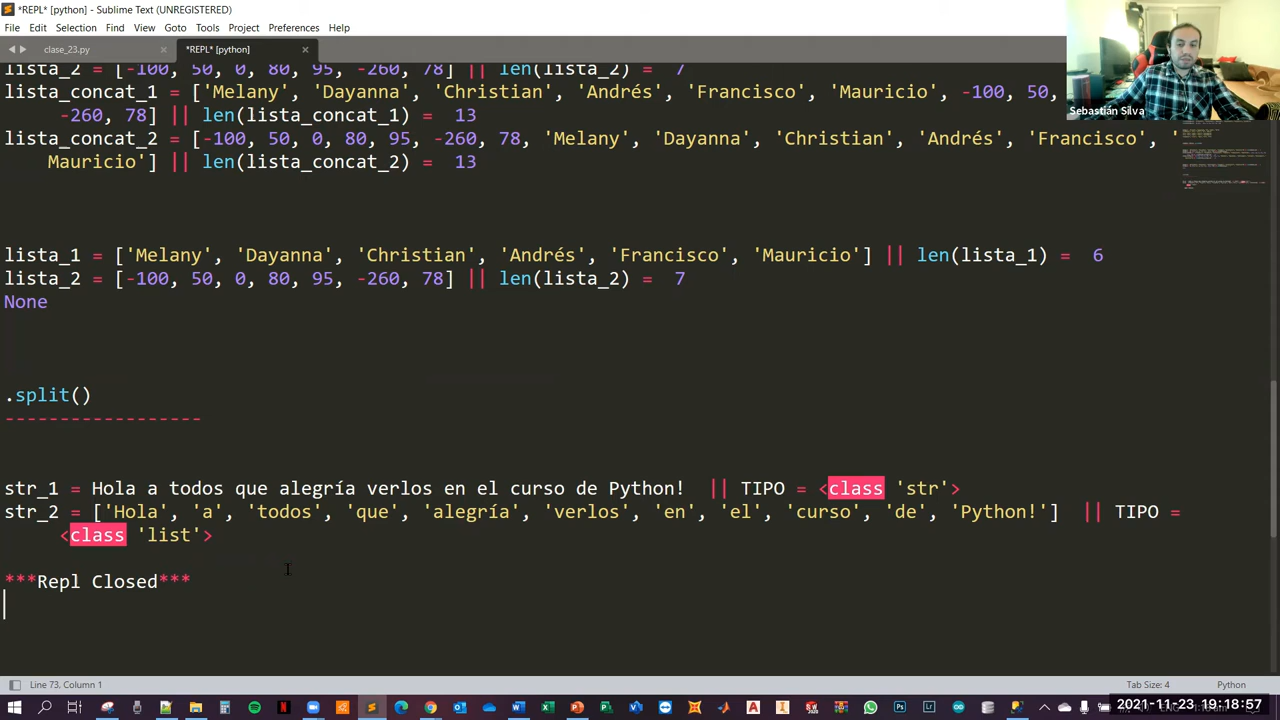 *REPL* [python] - Sublime Text (UNREGISTERED)
File Edit Selection Find View Goto Tools Project Preferences Help
clase_23.py *REPL* [python]
lista_2 = [-100, 50, 0, 80, 95, -260, 78] || len(lista_2) = 7
lista_concat_1 = ['Melany', 'Dayanna', 'Christian', 'Andrés', 'Francisco', 'Mauricio', -100, 50,
-260, 78] || len(lista_concat_1) = 13
lista_concat_2 = [-100, 50, 0, 80, 95, -260, 78, 'Melany', 'Dayanna', 'Christian', 'Andrés', 'Francisco', '
Mauricio'] || len(lista_concat_2) = 13
lista_1 = ['Melany', 'Dayanna', 'Christian', 'Andrés', 'Francisco', 'Mauricio'] || len(lista_1) = 6
lista_2 = [-100, 50, 0, 80, 95, -260, 78] || len(lista_2) = 7
None
.split()
------------------
str_1 = Hola a todos que alegría verlos en el curso de Python! || TIPO = <class 'str'>
str_2 = ['Hola', 'a', 'todos', 'que', 'alegría', 'verlos', 'en', 'el', 'curso', 'de', 'Python!'] || TIPO =
<class 'list'>
***Repl Closed***
Sebastián Silva
Line 73, Column 1 Tab Size: 4 Python
2021-11-23 19:18:57